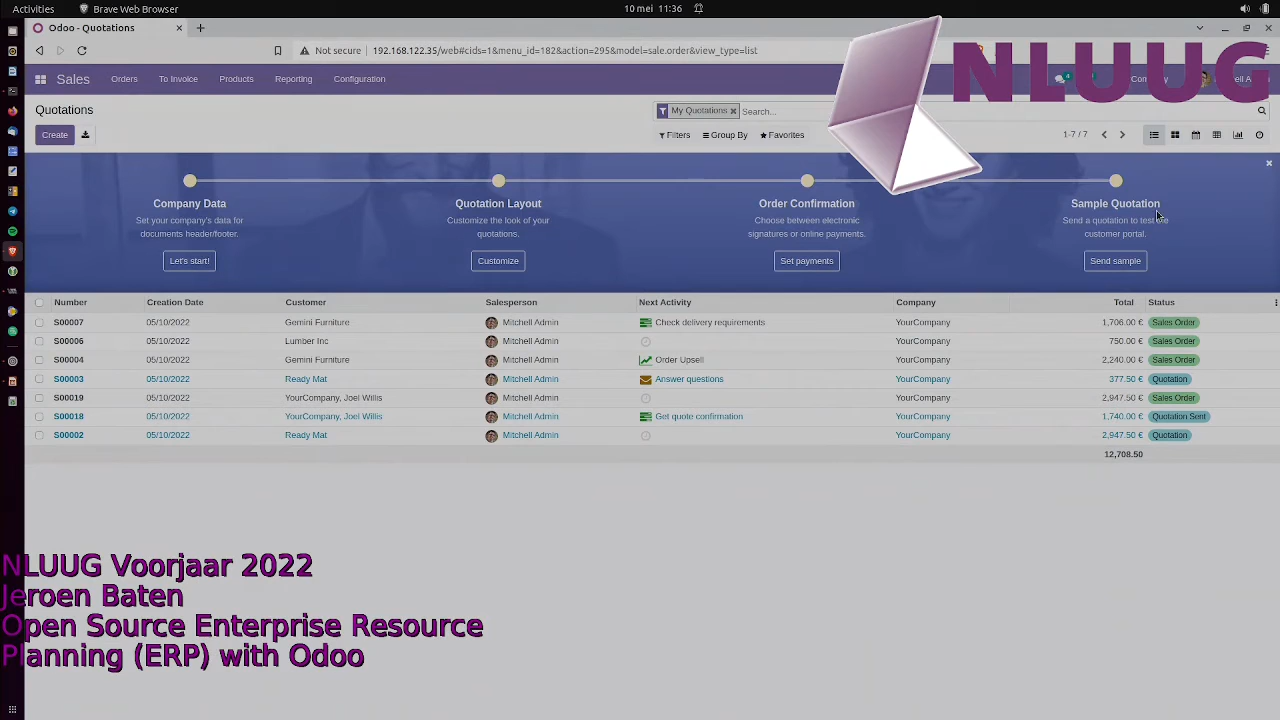 Activities
Brave Web Browser
10 mei 11:36
Odoo - Quotations
Not secure
192.168.122.35/web#cids=1&menu_id=182&action=295&model=sale.order&view_type=list
NLUUG
Sales Orders To Invoice Products Reporting Configuration
4
Quotations
My Quotations
Search...
Create
Filters Group By Favorites
1-7 / 7
Company Data Quotation Layout Order Confirmation Sample Quotation
Set your company's data for documents header/footer.
Customize the look of your quotations.
Choose between electronic signatures or online payments.
Send a quotation to test the customer portal.
Let's start! Customize Set payments Send sample
Number Creation Date Customer Salesperson Next Activity Company Total Status
S00007 05/10/2022 Gemini Furniture Mitchell Admin Check delivery requirements YourCompany 1,706.00 € Sales Order
S00006 05/10/2022 Lumber Inc Mitchell Admin YourCompany 750.00 € Sales Order
S00004 05/10/2022 Gemini Furniture Mitchell Admin Order Upsell YourCompany 2,240.00 € Sales Order
S00003 05/10/2022 Ready Mat Mitchell Admin Answer questions YourCompany 377.50 € Quotation
S00019 05/10/2022 YourCompany, Joel Willis Mitchell Admin YourCompany 2,947.50 € Sales Order
S00018 05/10/2022 YourCompany, Joel Willis Mitchell Admin Get quote confirmation YourCompany 1,740.00 € Quotation Sent
S00002 05/10/2022 Ready Mat Mitchell Admin YourCompany 2,947.50 € Quotation
12,708.50
NLUUG Voorjaar 2022
Jeroen Baten
Open Source Enterprise Resource
Planning (ERP) with Odoo